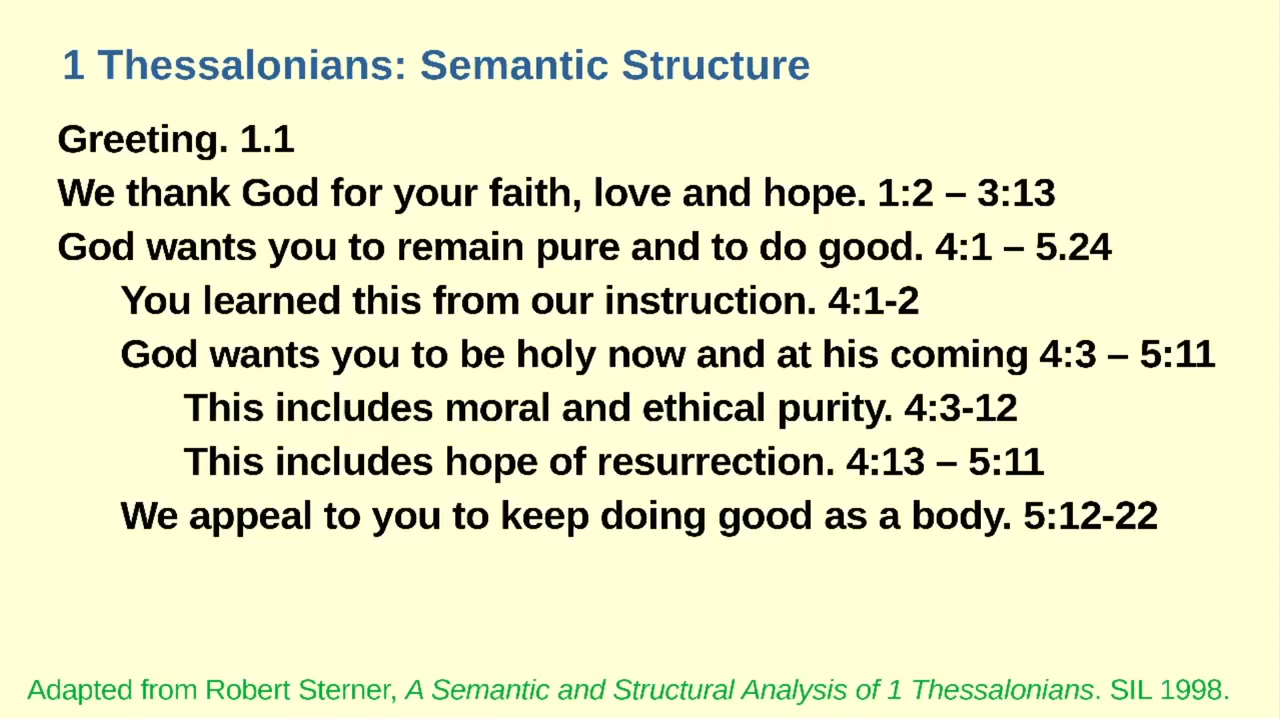 1 Thessalonians: Semantic Structure
Greeting. 1.1
We thank God for your faith, love and hope. 1:2 – 3:13
God wants you to remain pure and to do good. 4:1 – 5.24
You learned this from our instruction. 4:1-2
God wants you to be holy now and at his coming 4:3 – 5:11
This includes moral and ethical purity. 4:3-12
This includes hope of resurrection. 4:13 – 5:11
We appeal to you to keep doing good as a body. 5:12-22
Adapted from Robert Sterner, A Semantic and Structural Analysis of 1 Thessalonians. SIL 1998.